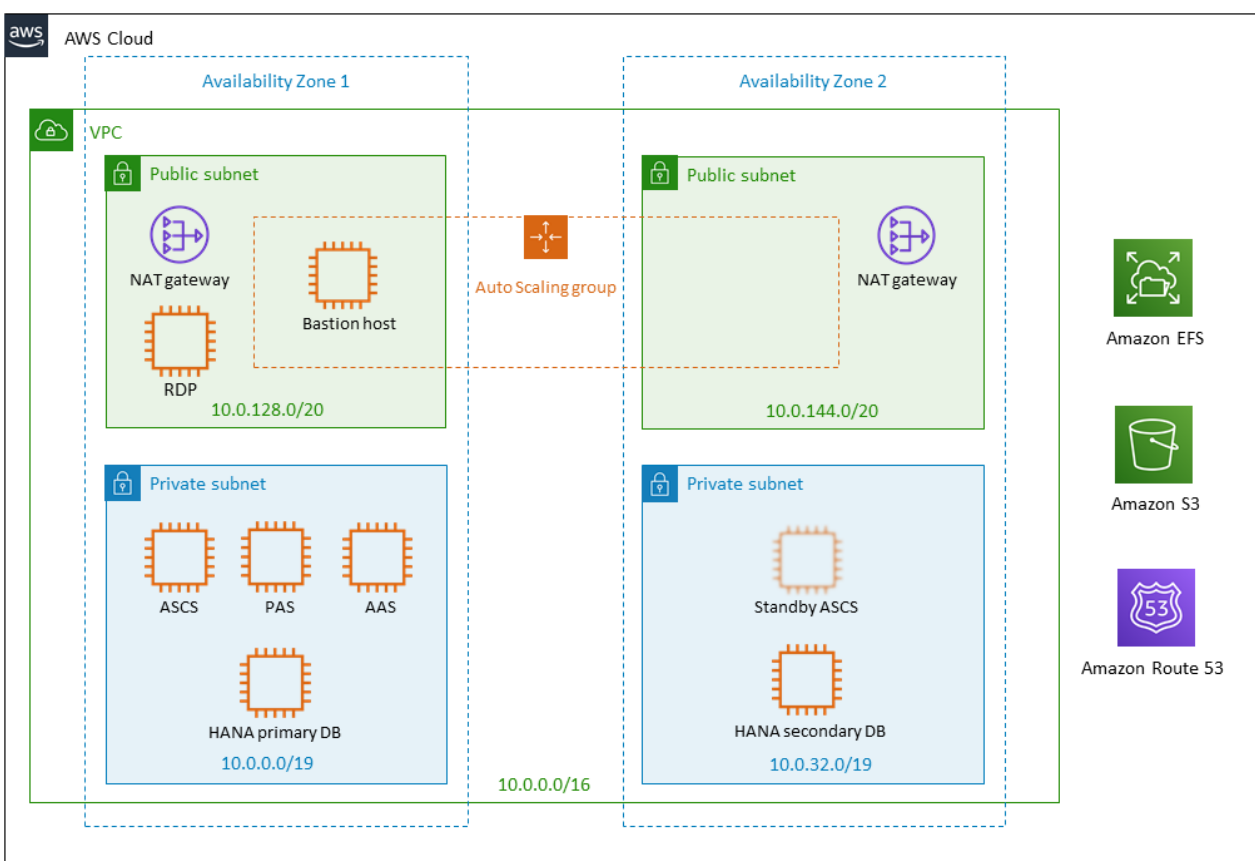 aws
AWS Cloud
Availability Zone 1
Availability Zone 2
VPC
Public subnet
NAT gateway
Bastion host
RDP
10.0.128.0/20
Auto Scaling group
Public subnet
NAT gateway
10.0.144.0/20
Private subnet
ASCS
PAS
AAS
HANA primary DB
10.0.0.0/19
Private subnet
Standby ASCS
HANA secondary DB
10.0.32.0/19
10.0.0.0/16
Amazon EFS
Amazon S3
53
Amazon Route 53